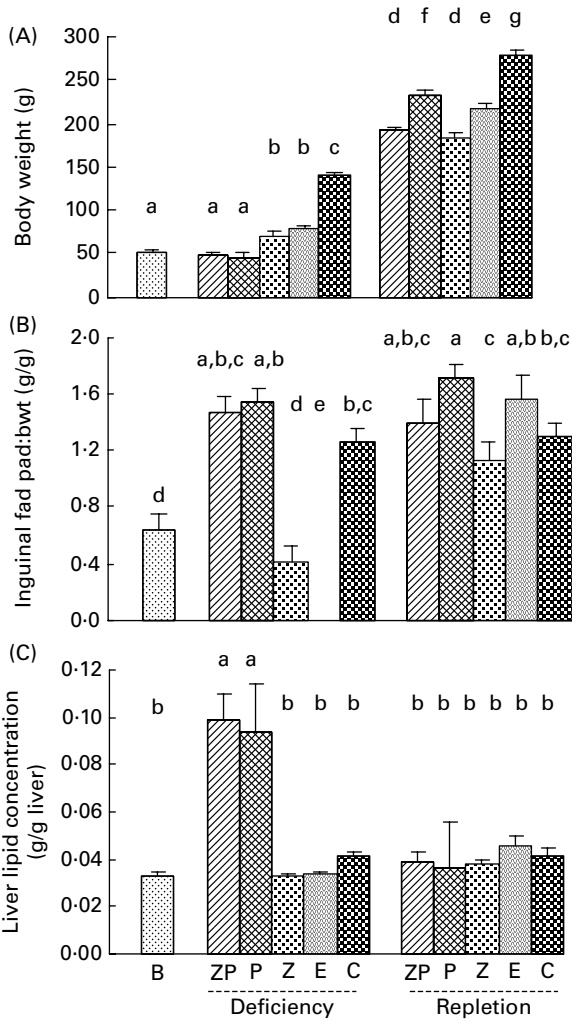 (A)
d f d e g
300
250
200
150
100
50
0
Body weight (g)
b b c
a a a
(B)
2·0
1·6
1·2
0·8
0·4
0·0
Inguinal fad pad:bwt (g/g)
a,b,c a c a,b b,c
a,b,c a,b
d e b,c
d
(C)
0·12
0·10
0·08
0·06
0·04
0·02
0·00
Liver lipid concentration
(g/g liver)
a a
b b b b b b b b b
B ZP P Z E C ZP P Z E C
Deficiency Repletion